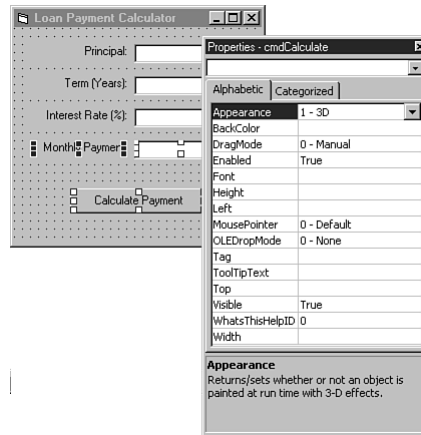 Loan Payment Calculator
Principal:
Term (Years):
Interest Rate (%):
Monthly Paymer
Calculate Payment
Properties - cmdCalculate
Alphabetic Categorized
Appearance 1 - 3D
BackColor
DragMode 0 - Manual
Enabled True
Font
Height
Left
MousePointer 0 - Default
OLEDropMode 0 - None
Tag
ToolTipText
Top
Visible True
WhatsThisHelpID 0
Width
Appearance
Returns/sets whether or not an object is
painted at run time with 3-D effects.